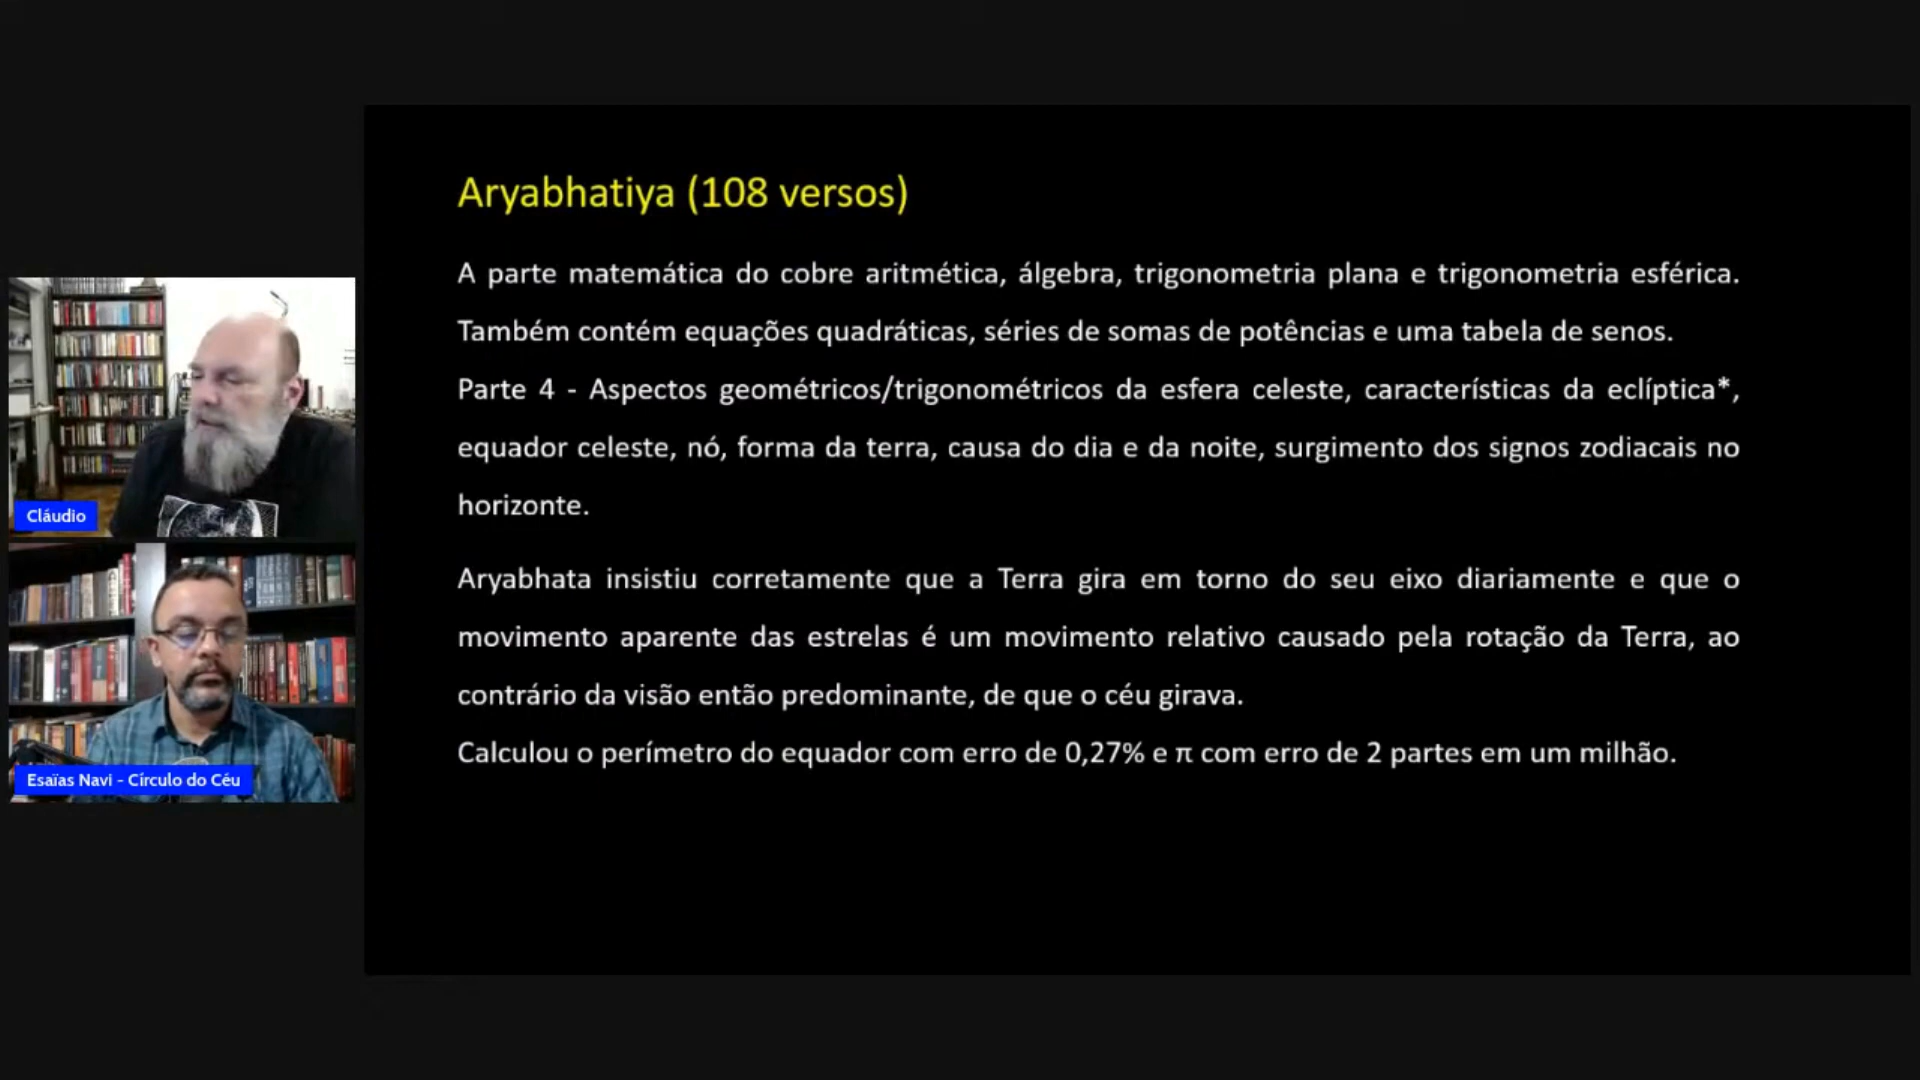 Aryabhatiya (108 versos)
A parte matemática do cobre aritmética, álgebra, trigonometria plana e trigonometria esférica.
Também contém equações quadráticas, séries de somas de potências e uma tabela de senos.
Parte 4 - Aspectos geométricos/trigonométricos da esfera celeste, características da eclíptica*,
equador celeste, nó, forma da terra, causa do dia e da noite, surgimento dos signos zodiacais no
horizonte.
Aryabhata insistiu corretamente que a Terra gira em torno do seu eixo diariamente e que o
movimento aparente das estrelas é um movimento relativo causado pela rotação da Terra, ao
contrário da visão então predominante, de que o céu girava.
Calculou o perímetro do equador com erro de 0,27% e π com erro de 2 partes em um milhão.
Cláudio
Esaïas Navi - Círculo do Céu